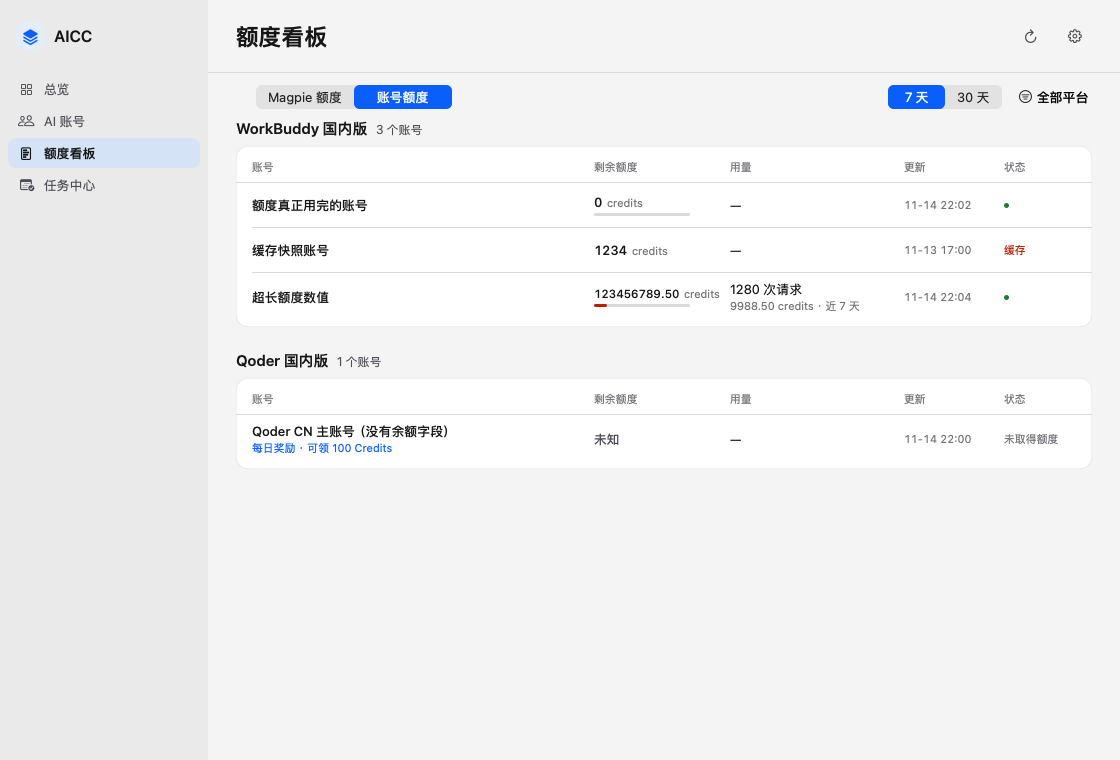 AICC
额度看板
总览
AI 账号
额度看板
任务中心
Magpie 额度
账号额度
7 天
30 天
全部平台
WorkBuddy 国内版 3 个账号
账号 剩余额度 用量 更新 状态
额度真正用完的账号 0 credits — 11-14 22:02
缓存快照账号 1234 credits — 11-13 17:00 缓存
超长额度数值 123456789.50 credits 1280 次请求 11-14 22:04
9988.50 credits · 近 7 天
Qoder 国内版 1 个账号
账号 剩余额度 用量 更新 状态
Qoder CN 主账号（没有余额字段） 未知 — 11-14 22:00 未取得额度
每日奖励 · 可领 100 Credits